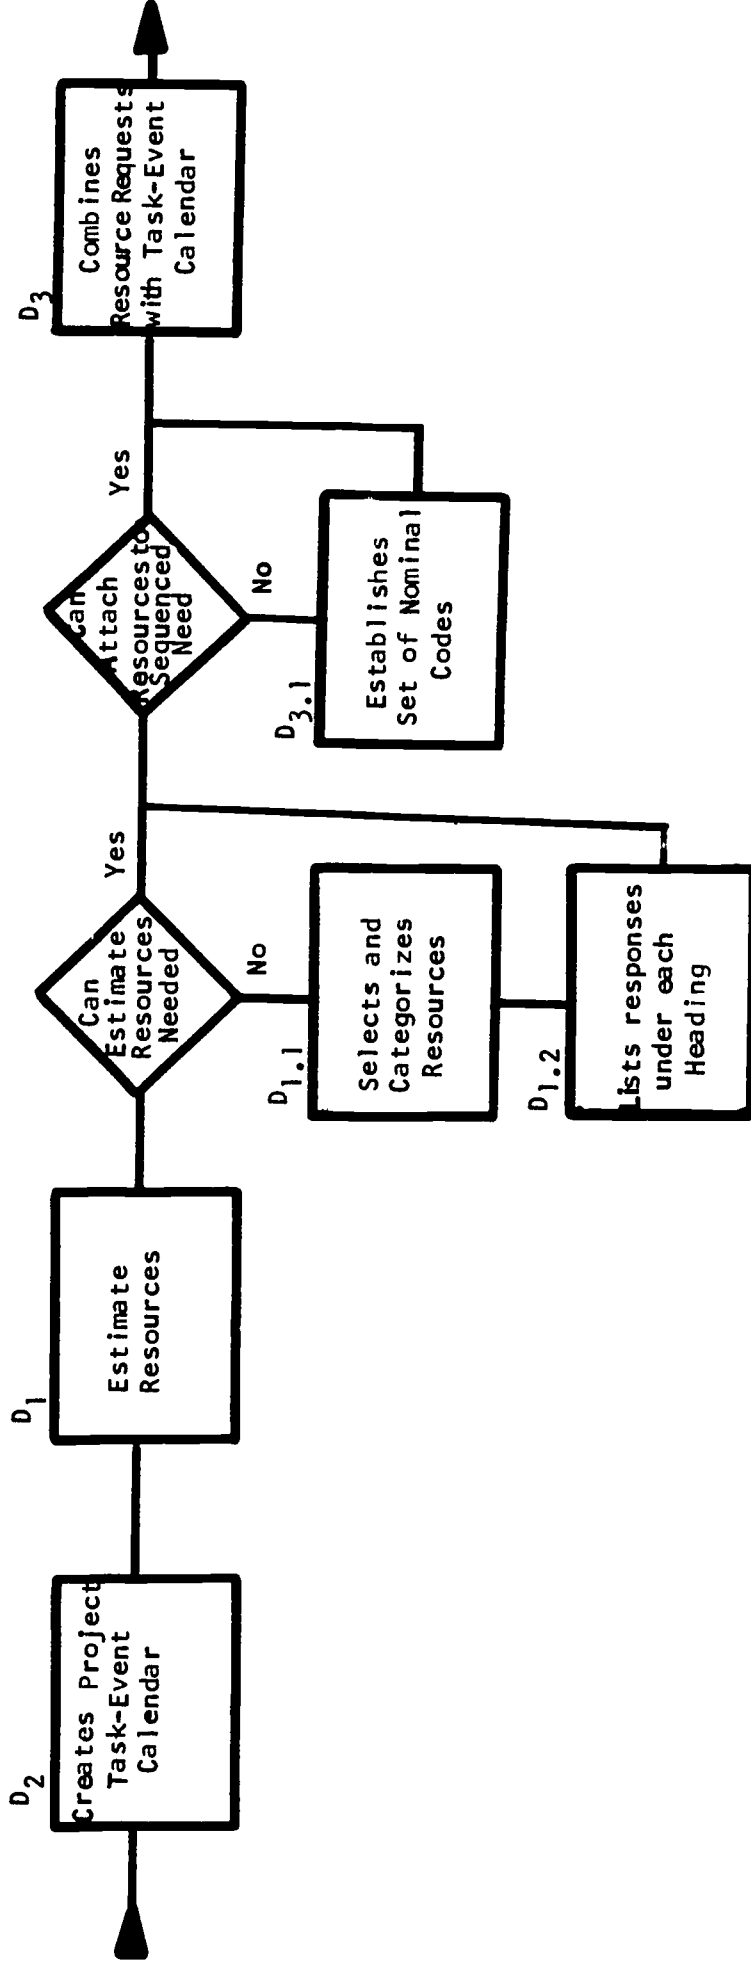 D2
Creates Project
Task-Event
Calendar
D1
Estimate
Resources
Can
Estimate
Resources
Needed
Yes
No
D1.1
Selects and
Categorizes
Resources
D1.2
Lists responses
under each
Heading
Can
Attach
Resources to
Sequenced
Need
Yes
No
D3.1
Establishes
Set of Nominal
Codes
D3
Combines
Resource Requests
with Task-Event
Calendar